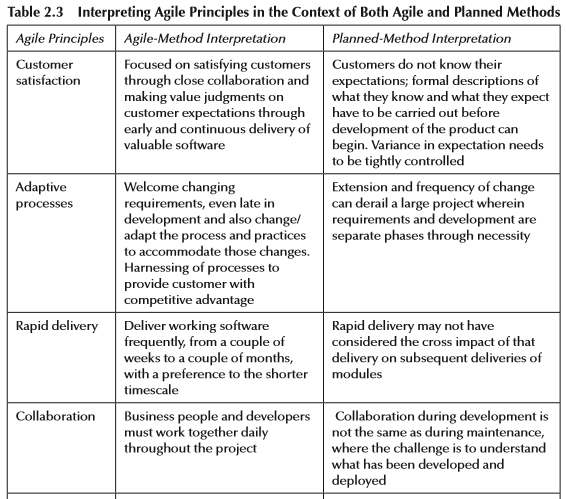 Table 2.3 Interpreting Agile Principles in the Context of Both Agile and Planned Methods
Agile Principles Agile-Method Interpretation Planned-Method Interpretation
Customer
satisfaction
Focused on satisfying customers
through close collaboration and
making value judgments on
customer expectations through
early and continuous delivery of
valuable software
Customers do not know their
expectations; formal descriptions of
what they know and what they expect
have to be carried out before
development of the product can
begin. Variance in expectation needs
to be tightly controlled
Adaptive
processes
Welcome changing
requirements, even late in
development and also change/
adapt the process and practices
to accommodate those changes.
Harnessing of processes to
provide customer with
competitive advantage
Extension and frequency of change
can derail a large project wherein
requirements and development are
separate phases through necessity
Rapid delivery
Deliver working software
frequently, from a couple of
weeks to a couple of months,
with a preference to the shorter
timescale
Rapid delivery may not have
considered the cross impact of that
delivery on subsequent deliveries of
modules
Collaboration
Business people and developers
must work together daily
throughout the project
Collaboration during development is
not the same as during maintenance,
where the challenge is to understand
what has been developed and
deployed